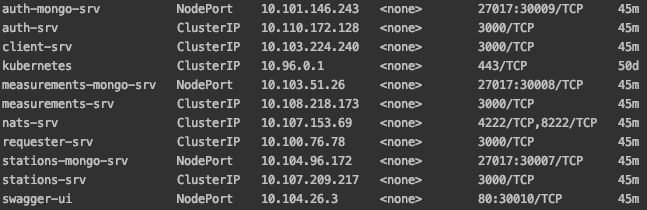 auth-mongo-srv NodePort 10.101.146.243 <none> 27017:30009/TCP 45m
auth-srv ClusterIP 10.110.172.128 <none> 3000/TCP 45m
client-srv ClusterIP 10.103.224.240 <none> 3000/TCP 45m
kubernetes ClusterIP 10.96.0.1 <none> 443/TCP 50d
measurements-mongo-srv NodePort 10.103.51.26 <none> 27017:30008/TCP 45m
measurements-srv ClusterIP 10.108.218.173 <none> 3000/TCP 45m
nats-srv ClusterIP 10.107.153.69 <none> 4222/TCP,8222/TCP 45m
requester-srv ClusterIP 10.100.76.78 <none> 3000/TCP 45m
stations-mongo-srv NodePort 10.104.96.172 <none> 27017:30007/TCP 45m
stations-srv ClusterIP 10.107.209.217 <none> 3000/TCP 45m
swagger-ui NodePort 10.104.26.3 <none> 80:30010/TCP 45m